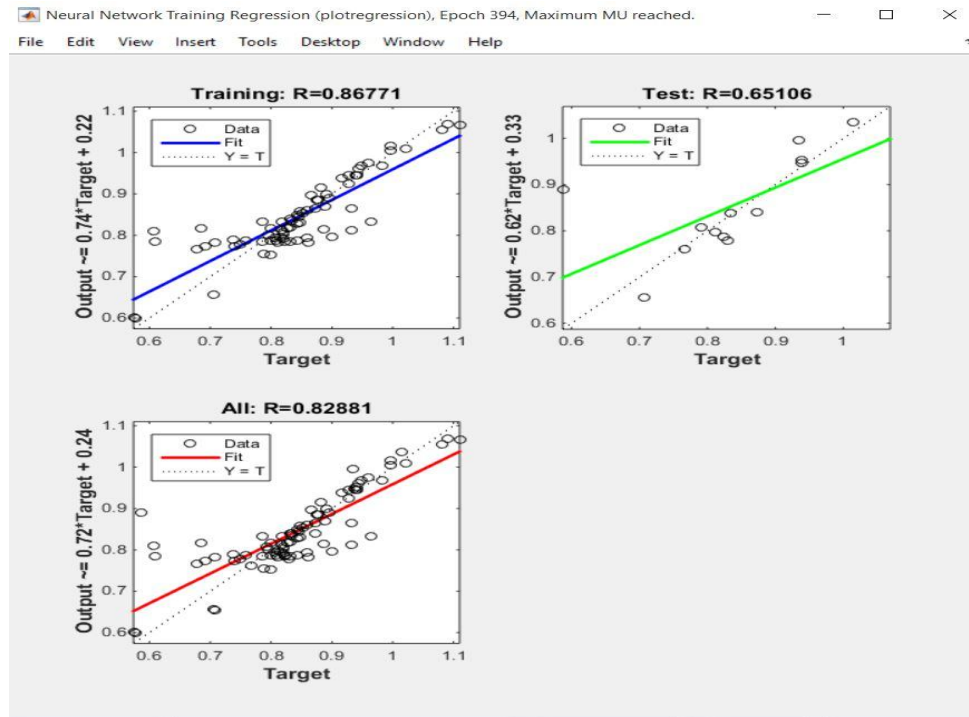 Neural Network Training Regression (plotregression), Epoch 394, Maximum MU reached.
File Edit View Insert Tools Desktop Window Help
Training: R=0.86771
Output ~= 0.74*Target + 0.22
Data
Fit
Y = T
1.1
1
0.9
0.8
0.7
0.6
0.6 0.7 0.8 0.9 1 1.1
Target
Test: R=0.65106
Output ~= 0.62*Target + 0.33
Data
Fit
Y = T
1
0.9
0.8
0.7
0.6
0.6 0.7 0.8 0.9 1
Target
All: R=0.82881
Output ~= 0.72*Target + 0.24
Data
Fit
Y = T
1.1
1
0.9
0.8
0.7
0.6
0.6 0.7 0.8 0.9 1 1.1
Target